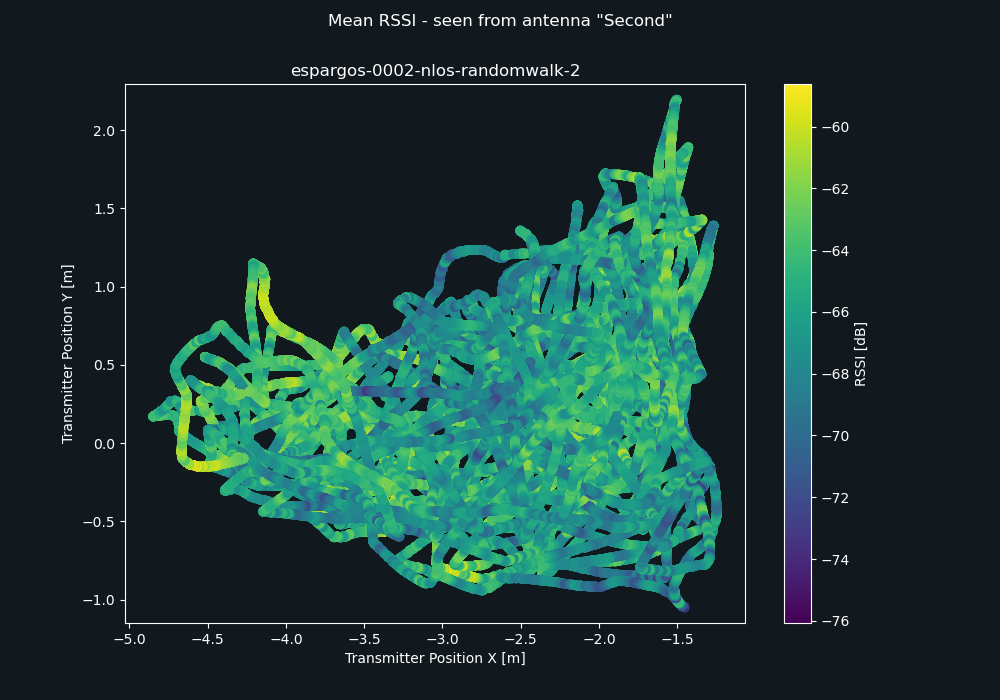 Mean RSSI - seen from antenna "Second"
espargos-0002-nlos-randomwalk-2
Transmitter Position Y [m]
2.0
1.5
1.0
0.5
0.0
−0.5
−1.0
−5.0 −4.5 −4.0 −3.5 −3.0 −2.5 −2.0 −1.5
Transmitter Position X [m]
−60
−62
−64
−66
−68
−70
−72
−74
−76
RSSI [dB]